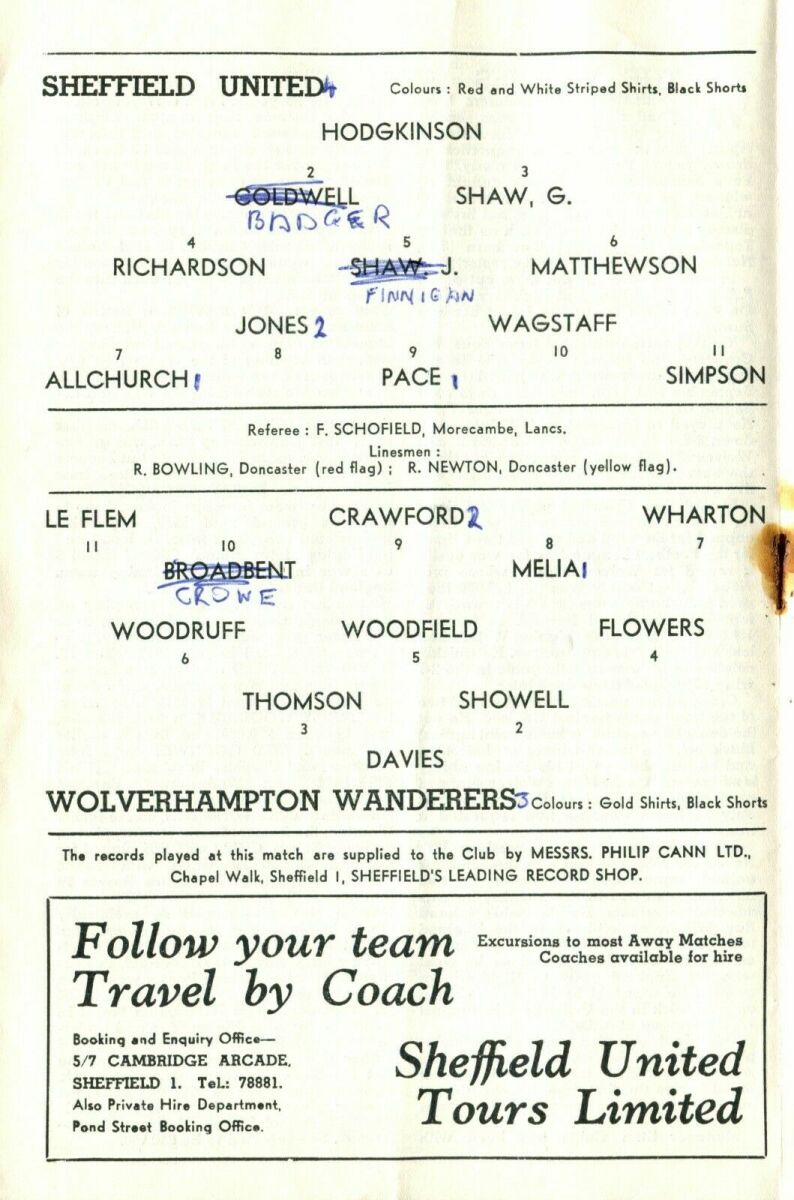 SHEFFIELD UNITED 4 Colours : Red and White Striped Shirts, Black Shorts
HODGKINSON
2 3
COLDWELL SHAW, G.
BADGER
4 5 6
RICHARDSON SHAW, J. MATTHEWSON
FINNIGAN
JONES 2 WAGSTAFF
7 8 9 10 11
ALLCHURCH 1 PACE 1 SIMPSON
Referee : F. SCHOFIELD, Morecambe, Lancs.
Linesmen :
R. BOWLING, Doncaster (red flag) ; R. NEWTON, Doncaster (yellow flag).
LE FLEM CRAWFORD 2 WHARTON
11 10 9 8 7
BROADBENT MELIA 1
CROWE
WOODRUFF WOODFIELD FLOWERS
6 5 4
THOMSON SHOWELL
3 2
DAVIES
WOLVERHAMPTON WANDERERS 3 Colours : Gold Shirts, Black Shorts
The records played at this match are supplied to the Club by MESSRS. PHILIP CANN LTD.,
Chapel Walk, Sheffield 1, SHEFFIELD'S LEADING RECORD SHOP.
Follow your team
Travel by Coach
Excursions to most Away Matches
Coaches available for hire
Booking and Enquiry Office—
5/7 CAMBRIDGE ARCADE,
SHEFFIELD 1. Tel.: 78881.
Also Private Hire Department,
Pond Street Booking Office.
Sheffield United
Tours Limited